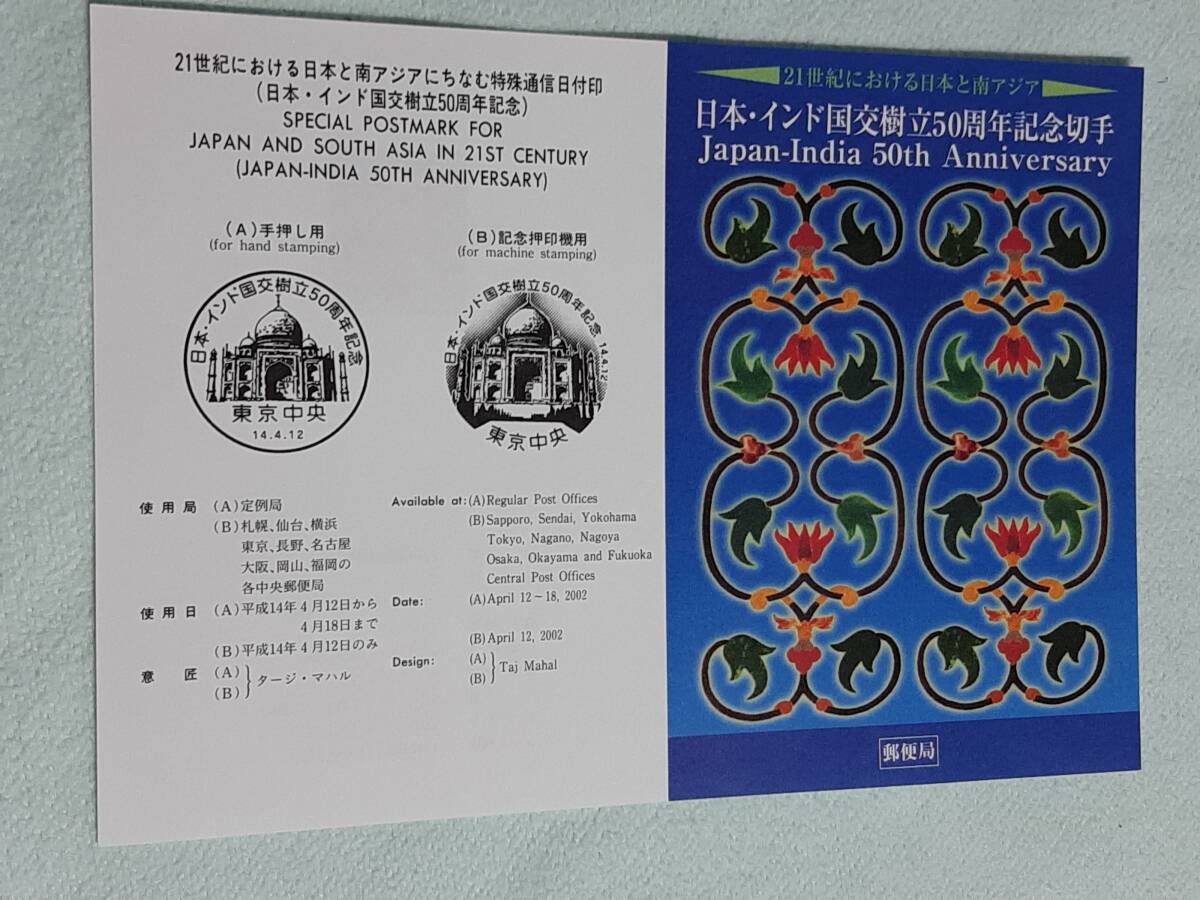 21世紀における日本と南アジアにちなむ特殊通信日付印
(日本・インド国交樹立50周年記念)
SPECIAL POSTMARK FOR
JAPAN AND SOUTH ASIA IN 21ST CENTURY
(JAPAN-INDIA 50TH ANNIVERSARY)
(A)手押し用
(for hand stamping)
(B)記念押印機用
(for machine stamping)
日本・インド国交樹立50周年記念
東京中央
14.4.12
日本・インド国交樹立50周年記念 14.4.12
東京中央
使用局 (A)定例局
(B)札幌、仙台、横浜
東京、長野、名古屋
大阪、岡山、福岡の
各中央郵便局
使用日 (A)平成14年4月12日から
4月18日まで
(B)平成14年4月12日のみ
意匠 (A)
(B) タージ・マハル
Available at: (A)Regular Post Offices
(B)Sapporo, Sendai, Yokohama
Tokyo, Nagano, Nagoya
Osaka, Okayama and Fukuoka
Central Post Offices
Date: (A)April 12~18, 2002
(B)April 12, 2002
Design: (A)
(B) Taj Mahal
21世紀における日本と南アジア
日本・インド国交樹立50周年記念切手
Japan-India 50th Anniversary
郵便局